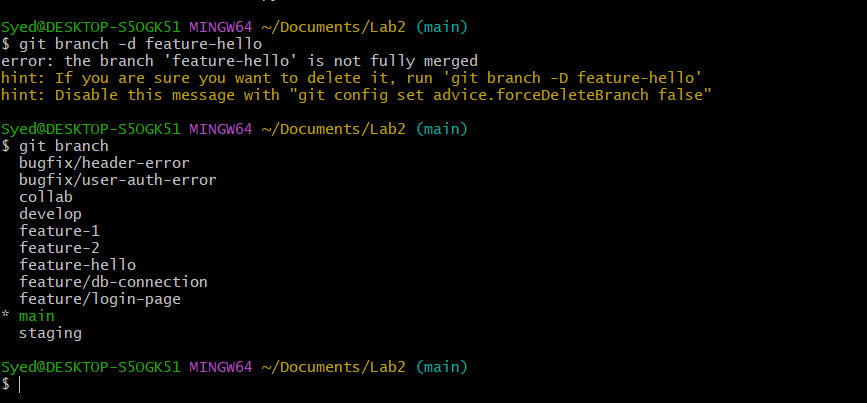 Syed@DESKTOP-S5OGK51 MINGW64 ~/Documents/Lab2 (main)
$ git branch -d feature-hello
error: the branch 'feature-hello' is not fully merged
hint: If you are sure you want to delete it, run 'git branch -D feature-hello'
hint: Disable this message with "git config set advice.forceDeleteBranch false"
Syed@DESKTOP-S5OGK51 MINGW64 ~/Documents/Lab2 (main)
$ git branch
bugfix/header-error
bugfix/user-auth-error
collab
develop
feature-1
feature-2
feature-hello
feature/db-connection
feature/login-page
* main
staging
Syed@DESKTOP-S5OGK51 MINGW64 ~/Documents/Lab2 (main)
$